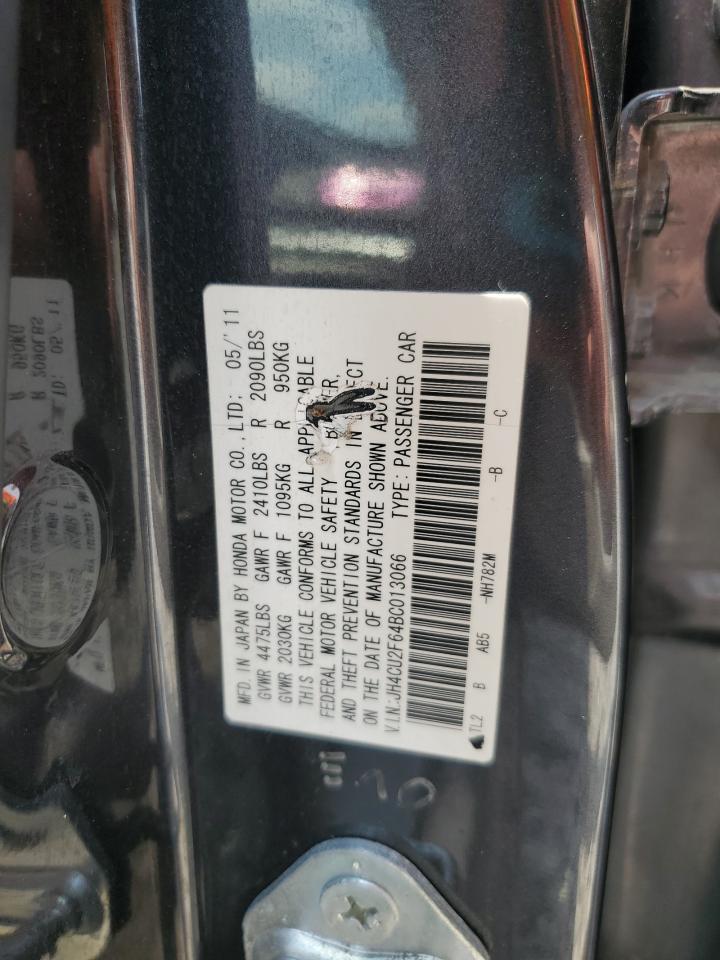 MFD. IN JAPAN BY HONDA MOTOR CO., LTD; 05/'11
GVWR 4475LBS GAWR F 2410LBS R 2090LBS
GVWR 2030KG GAWR F 1095KG R 950KG
THIS VEHICLE CONFORMS TO ALL APPLICABLE
FEDERAL MOTOR VEHICLE SAFETY B ER,
AND THEFT PREVENTION STANDARDS IN EFFECT
ON THE DATE OF MANUFACTURE SHOWN ABOVE.
V.I.N.:JH4CU2F64BC013066 TYPE: PASSENGER CAR
TL2 B AB5 -NH782M -B -C